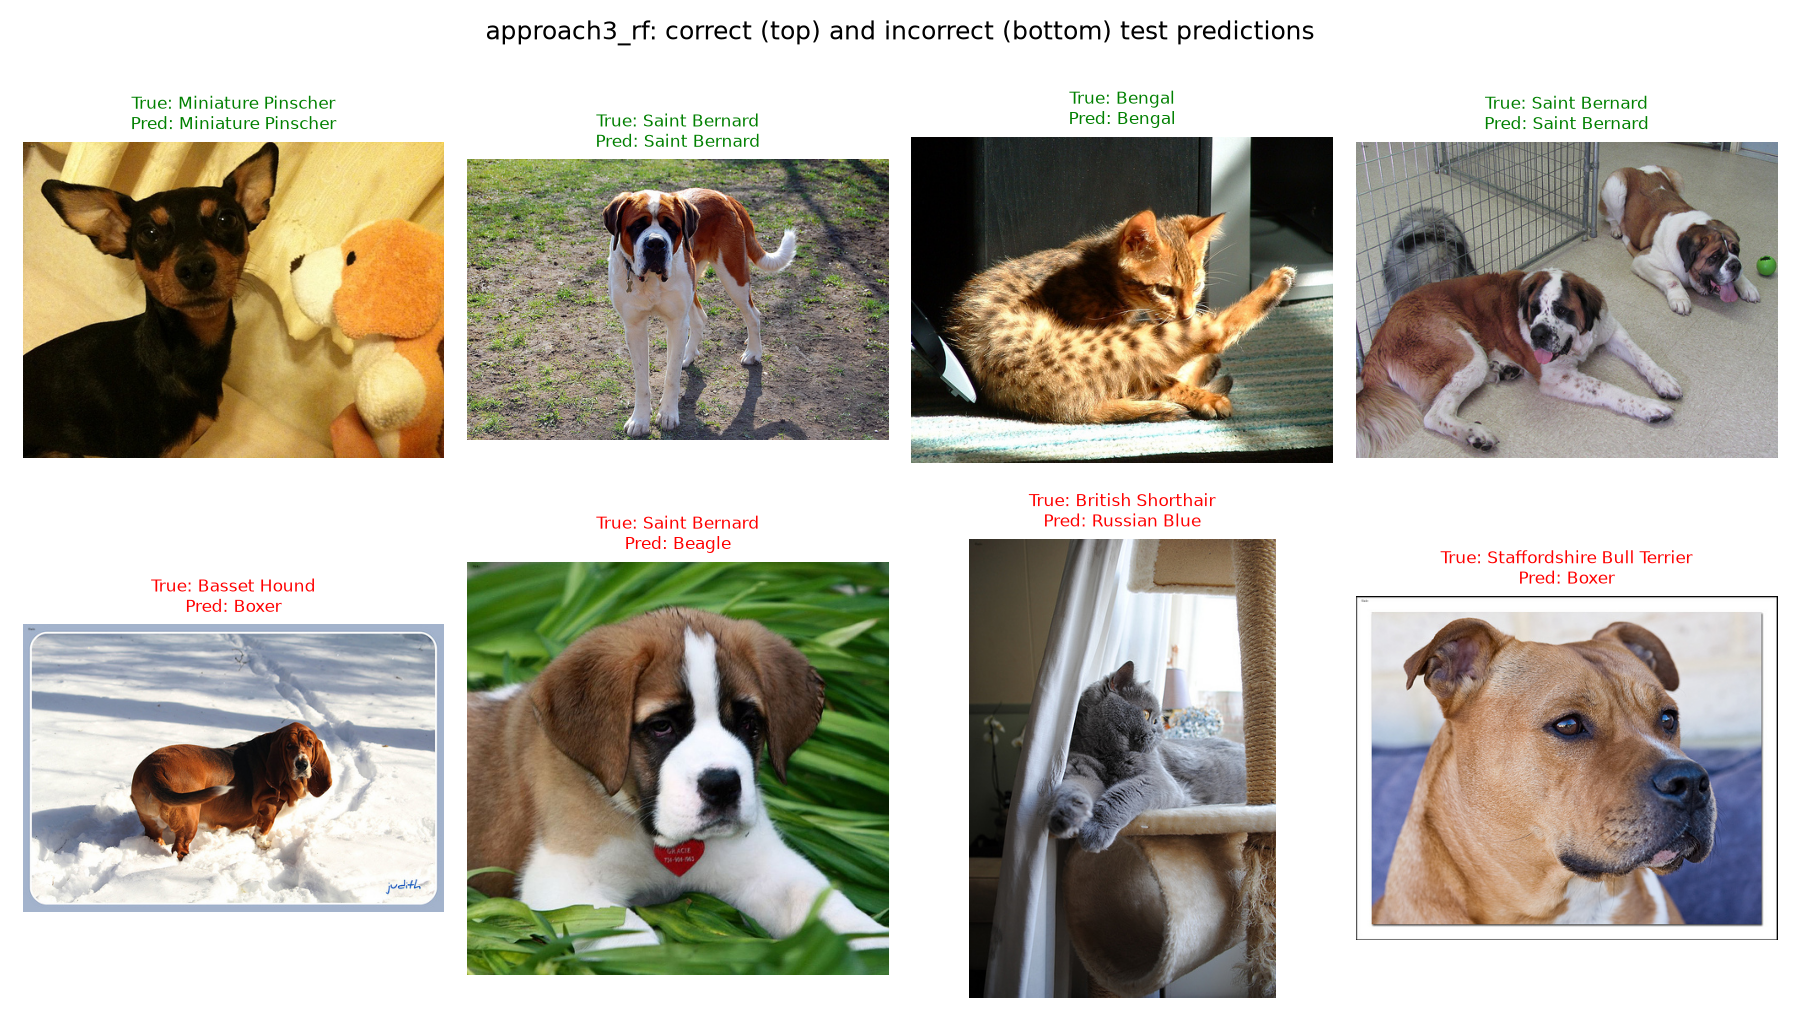 approach3_rf: correct (top) and incorrect (bottom) test predictions
True: Miniature Pinscher
Pred: Miniature Pinscher
True: Saint Bernard
Pred: Saint Bernard
True: Bengal
Pred: Bengal
True: Saint Bernard
Pred: Saint Bernard
True: Basset Hound
Pred: Boxer
True: Saint Bernard
Pred: Beagle
True: British Shorthair
Pred: Russian Blue
True: Staffordshire Bull Terrier
Pred: Boxer
judith
GRACIE